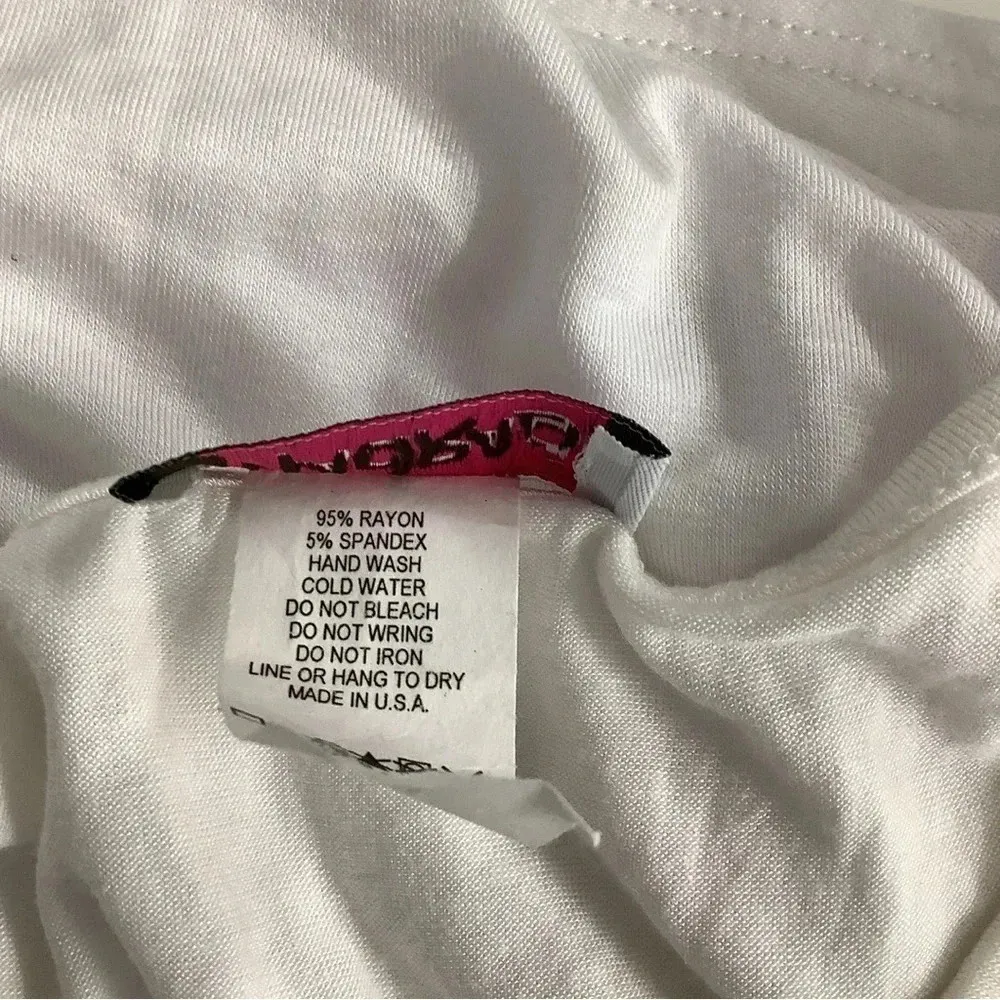 95% RAYON
5% SPANDEX
HAND WASH
COLD WATER
DO NOT BLEACH
DO NOT WRING
DO NOT IRON
LINE OR HANG TO DRY
MADE IN U.S.A.